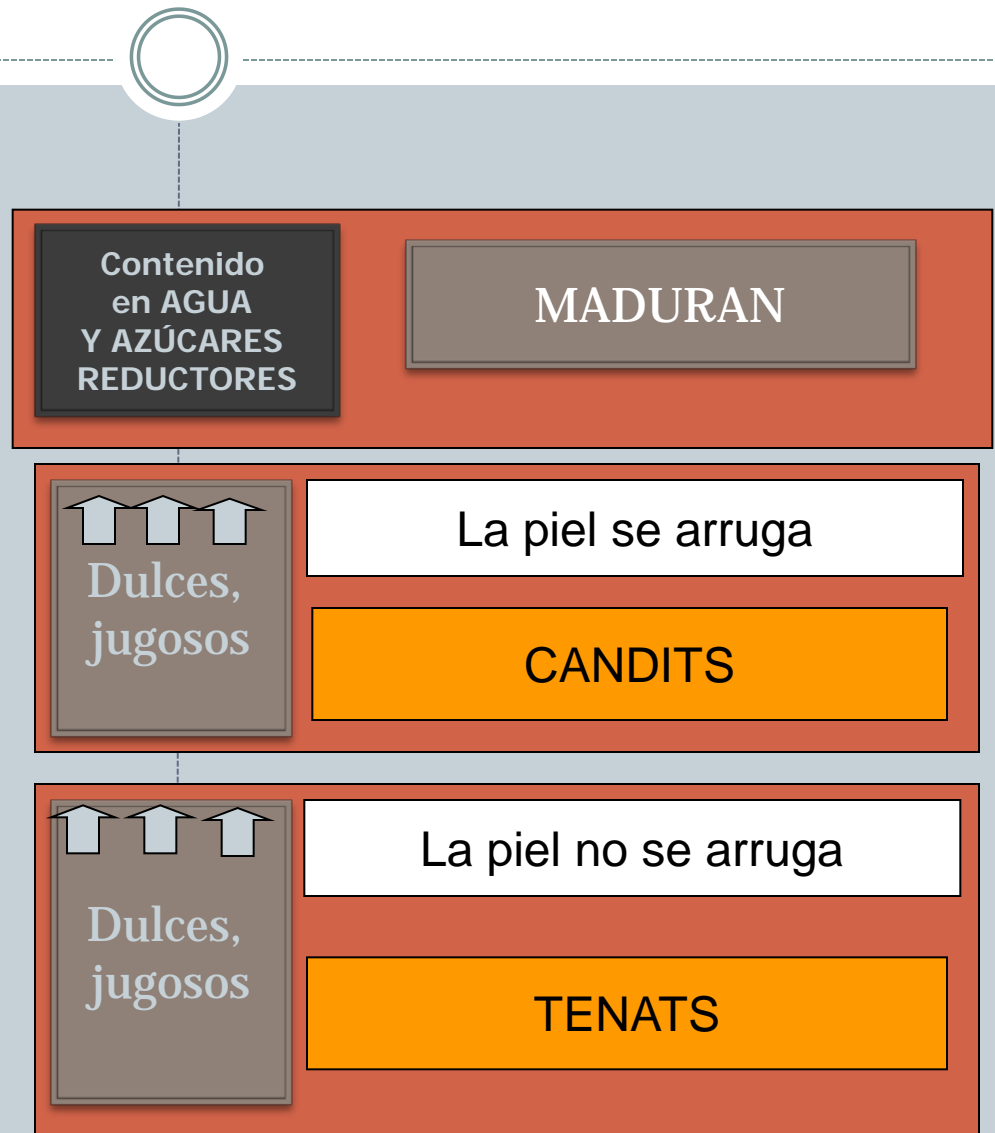 Contenido
en AGUA
Y AZÚCARES
REDUCTORES
MADURAN
Dulces,
jugosos
La piel se arruga
CANDITS
Dulces,
jugosos
La piel no se arruga
TENATS